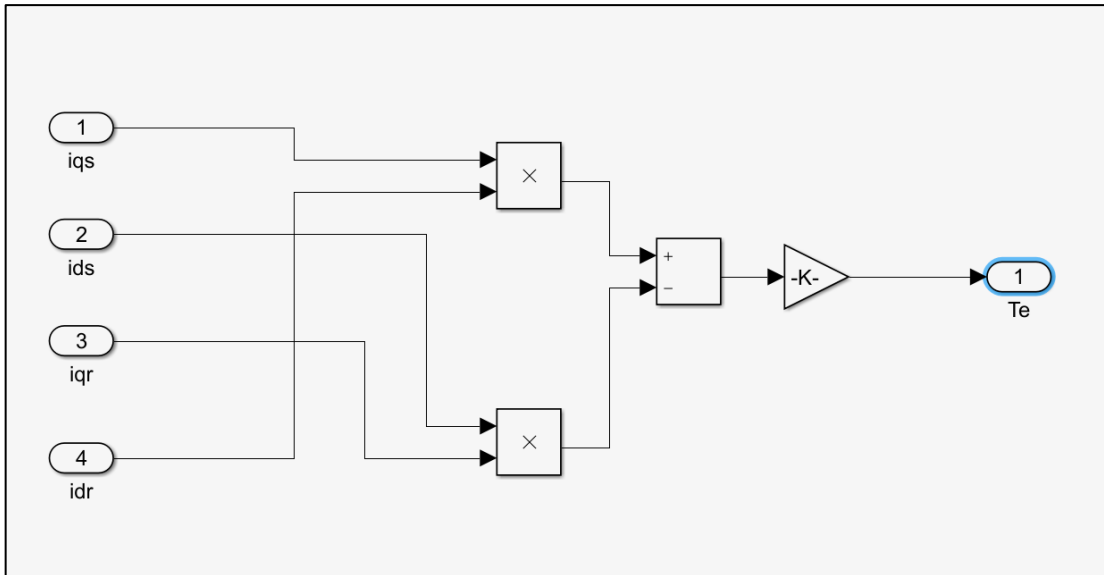 1
iqs
2
ids
3
iqr
4
idr
×
×
+
−
-K-
1
Te